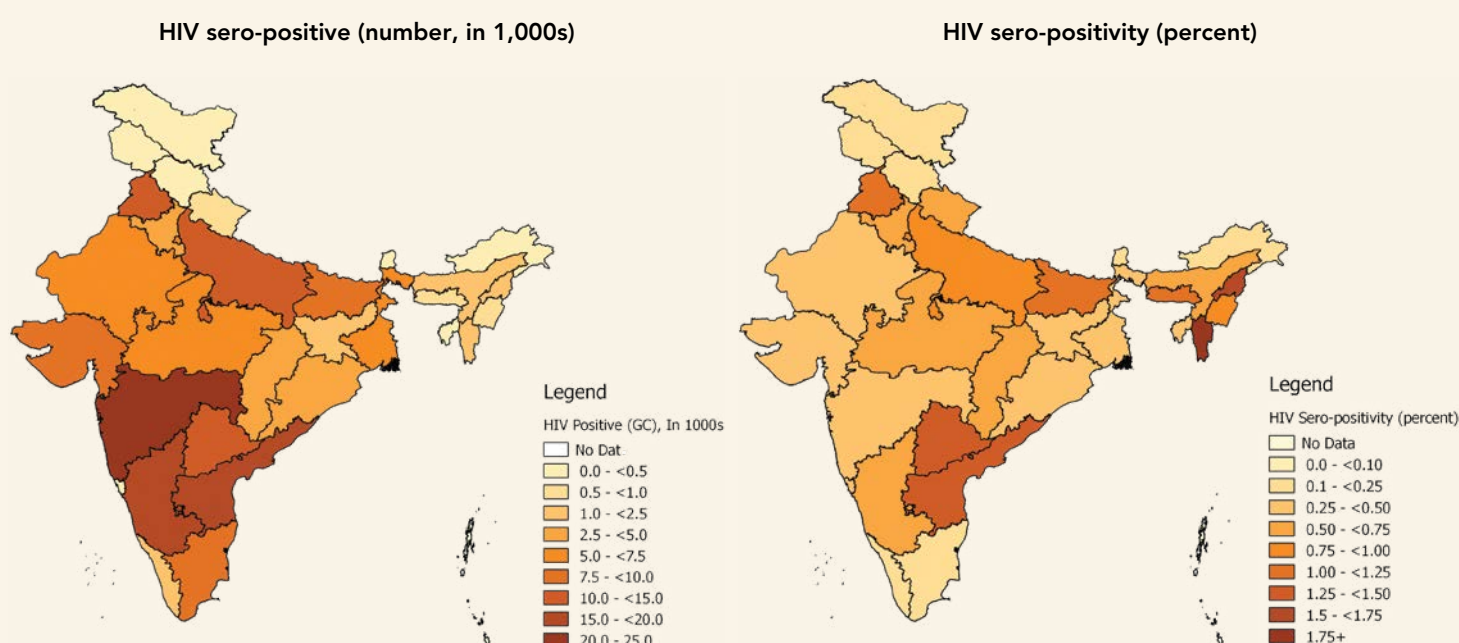 HIV sero-positive (number, in 1,000s)
Legend
HIV Positive (GC), In 1000s
No Dat
0.0 - <0.5
0.5 - <1.0
1.0 - <2.5
2.5 - <5.0
5.0 - <7.5
7.5 - <10.0
10.0 - <15.0
15.0 - <20.0
20.0 - 25.0
HIV sero-positivity (percent)
Legend
HIV Sero-positivity (percent)
No Data
0.0 - <0.10
0.1 - <0.25
0.25 - <0.50
0.50 - <0.75
0.75 - <1.00
1.00 - <1.25
1.25 - <1.50
1.5 - <1.75
1.75+